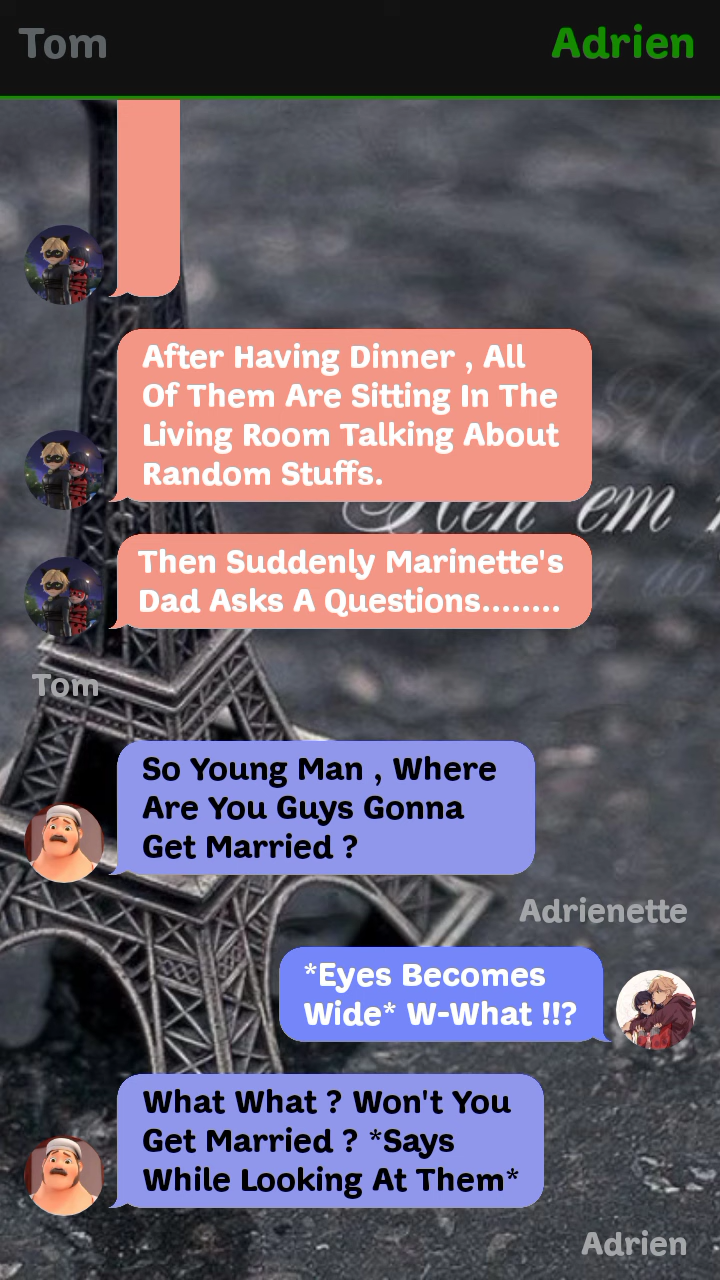 Tom
Adrien
After Having Dinner , All
Of Them Are Sitting In The
Living Room Talking About
Random Stuffs.
em
Then Suddenly Marinette's
Dad Asks A Questions........
Tom
So Young Man , Where
Are You Guys Gonna
Get Married ?
Adrienette
*Eyes Becomes
Wide* W-What !!?
What What ? Won't You
Get Married ? *Says
While Looking At Them*
Adrien